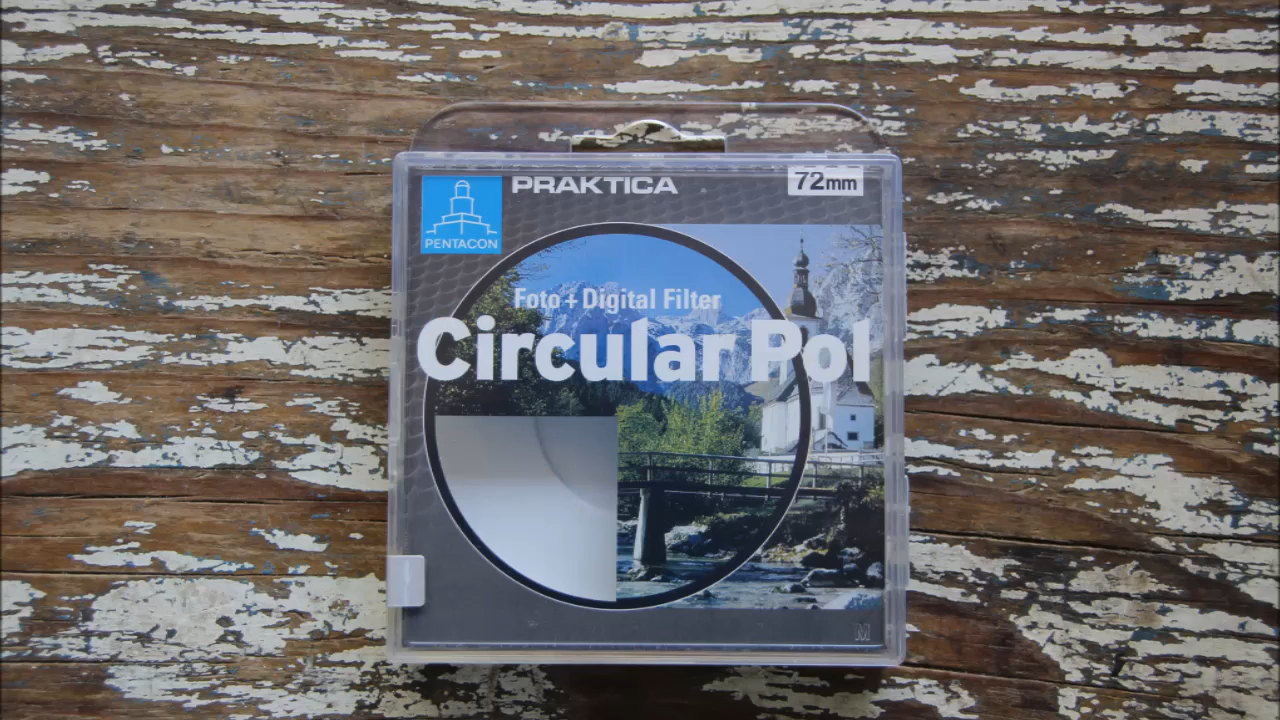 PRAKTICA
72mm
PENTACON
Foto + Digital Filter
Circular Pol
M